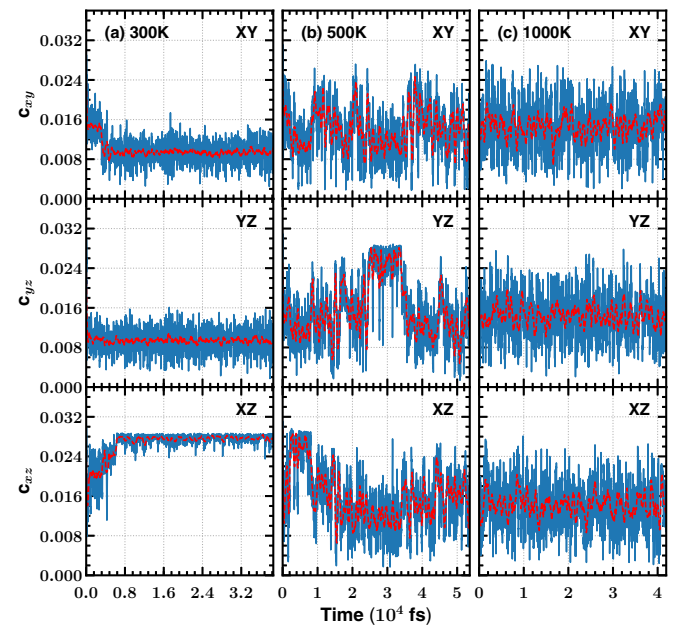 (a) 300K XY
(b) 500K XY
(c) 1000K XY
0.038
0.032
0.024
0.016
0.008
0.000
c_xy
YZ
YZ
YZ
0.032
0.024
0.016
0.008
0.000
c_yz
XZ
XZ
XZ
0.032
0.024
0.016
0.008
0.000
c_xz
0.0 0.8 1.6 2.4 3.2
0 1 2 3 4 5
0 1 2 3 4
Time (10^4 fs)